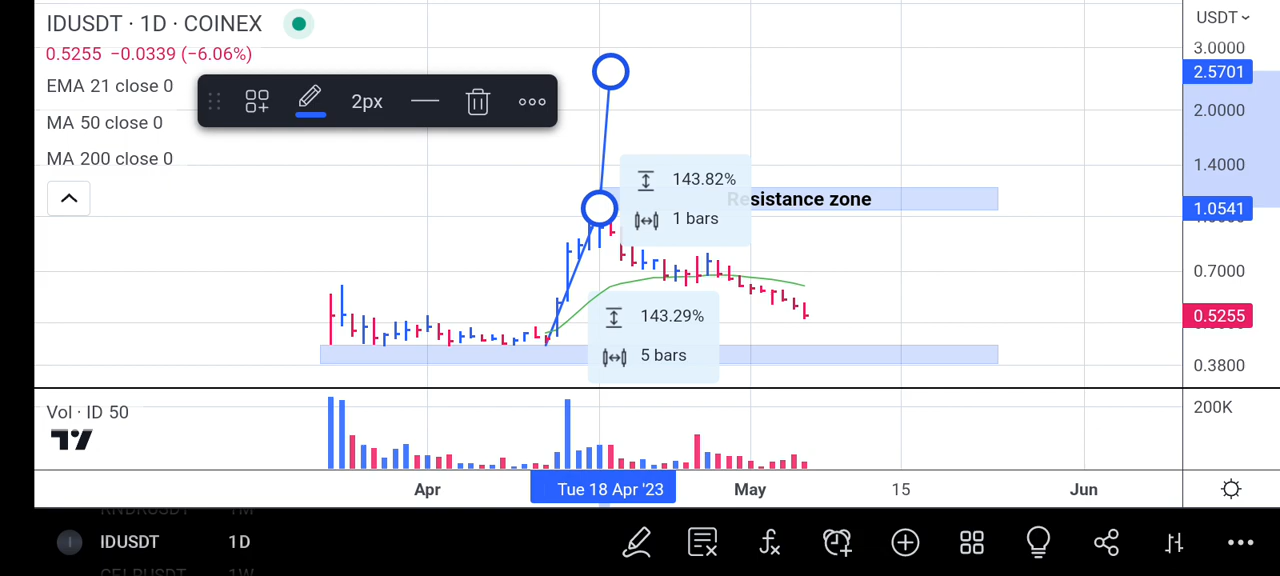 IDUSDT · 1D · COINEX
USDT
0.5255 −0.0339 (−6.06%)
3.0000
EMA 21 close 0
2.5701
2px
2.0000
MA 50 close 0
MA 200 close 0
1.4000
143.82%
Resistance zone
1 bars
1.0541
0.7000
143.29%
0.5255
5 bars
0.3800
Vol · ID 50
200K
Apr
Tue 18 Apr '23
May
15
Jun
IDUSDT 1D